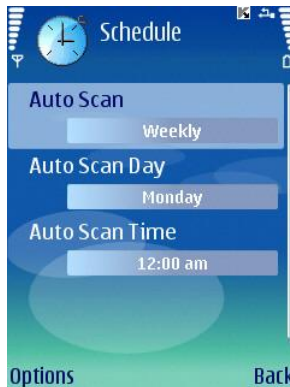 Schedule
Auto Scan
Weekly
Auto Scan Day
Monday
Auto Scan Time
12:00 am
Options
Back